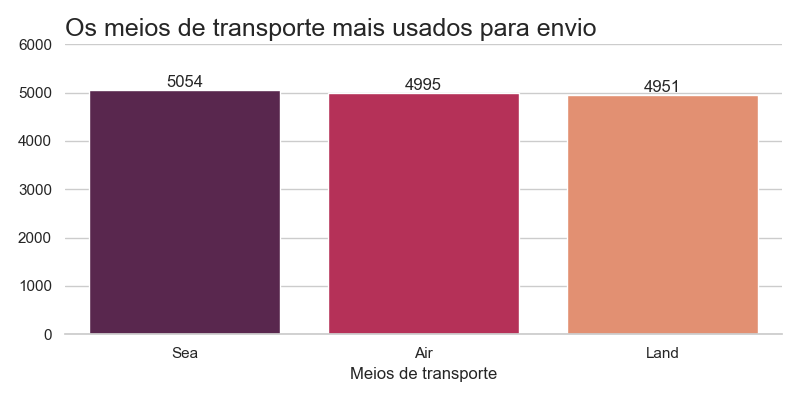 Os meios de transporte mais usados para envio
6000
5000
4000
3000
2000
1000
0
5054
4995
4951
Sea
Air
Land
Meios de transporte